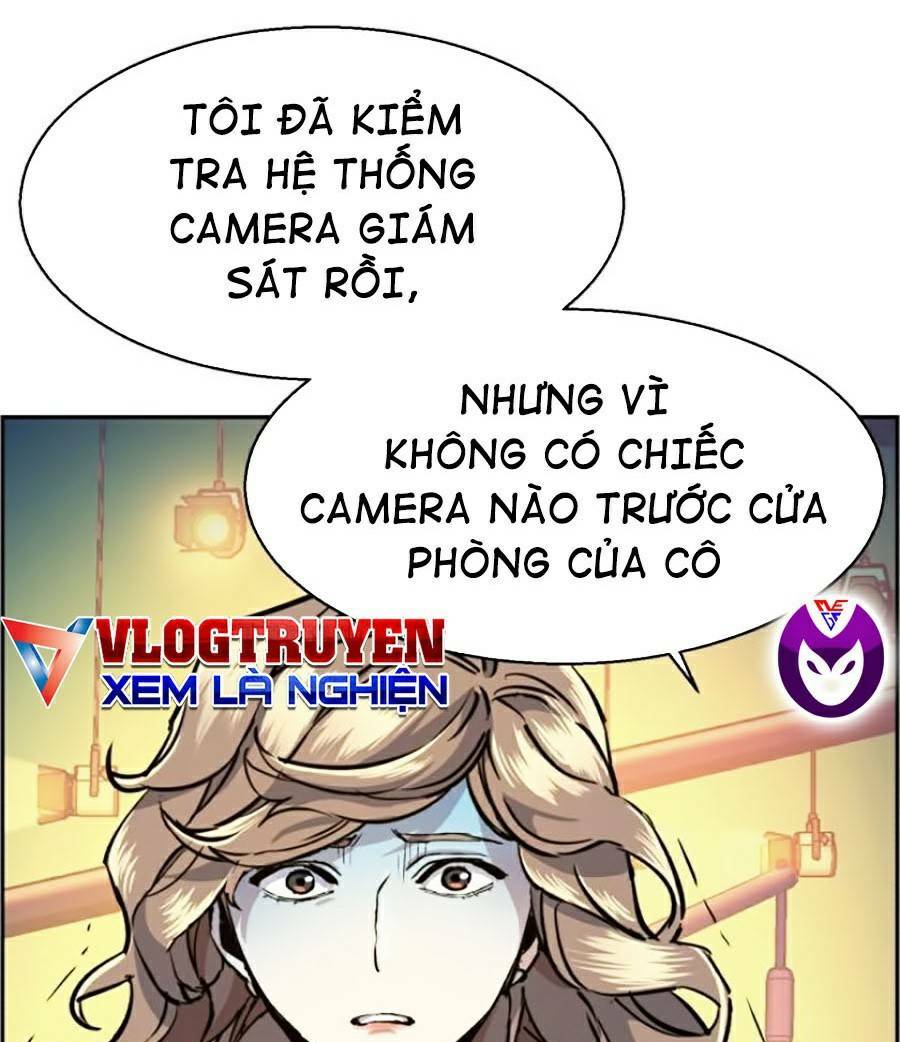 TÔI ĐÃ KIỂM
TRA HỆ THỐNG
CAMERA GIÁM
SÁT RỒI,
NHƯNG VÌ
KHÔNG CÓ CHIẾC
CAMERA NÀO TRƯỚC CỬA
PHÒNG CỦA CÔ
VLOGTRUYEN
XEM LÀ NGHIỆN